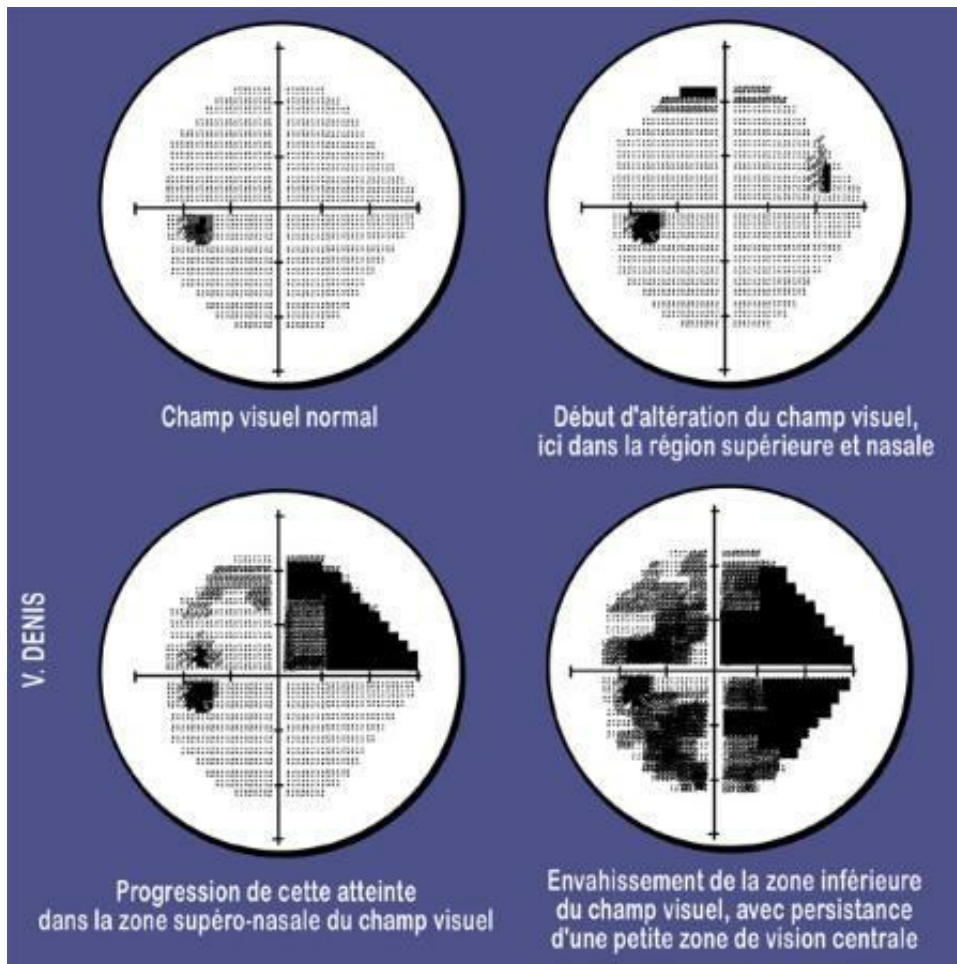 Champ visuel normal
Début d'altération du champ visuel,
ici dans la région supérieure et nasale
V. DENIS
Progression de cette atteinte
dans la zone supéro-nasale du champ visuel
Envahissement de la zone inférieure
du champ visuel, avec persistance
d'une petite zone de vision centrale